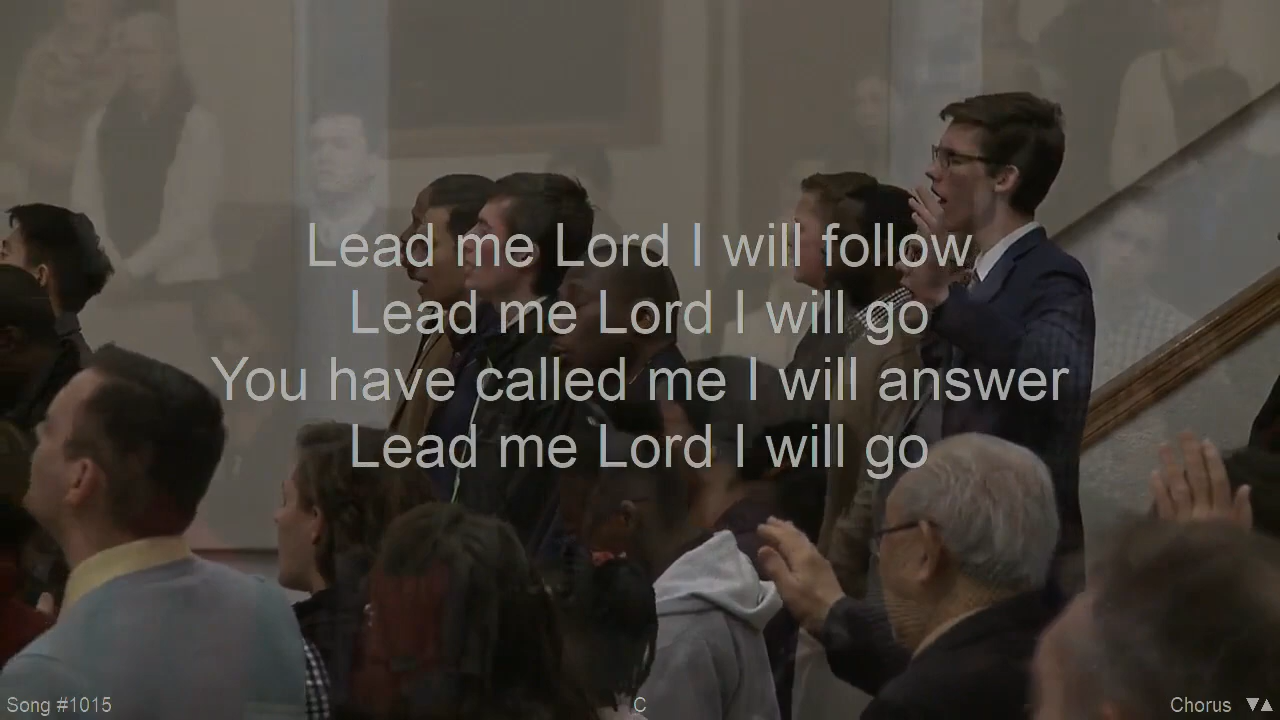 Lead me Lord I will follow
Lead me Lord I will go
You have called me I will answer
Lead me Lord I will go
Song #1015 C Chorus ▼▲